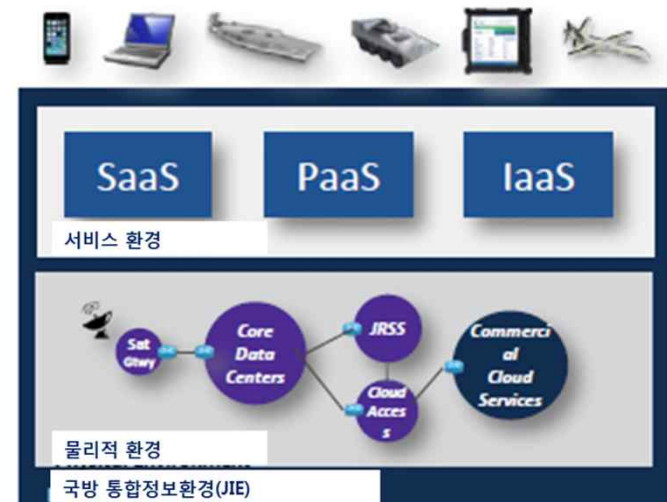 SaaS
PaaS
IaaS
서비스 환경
Sat
Gtwy
Core
Data
Centers
JRSS
Cloud
Acces
s
Commerci
al
Cloud
Services
물리적 환경
국방 통합정보환경(JIE)